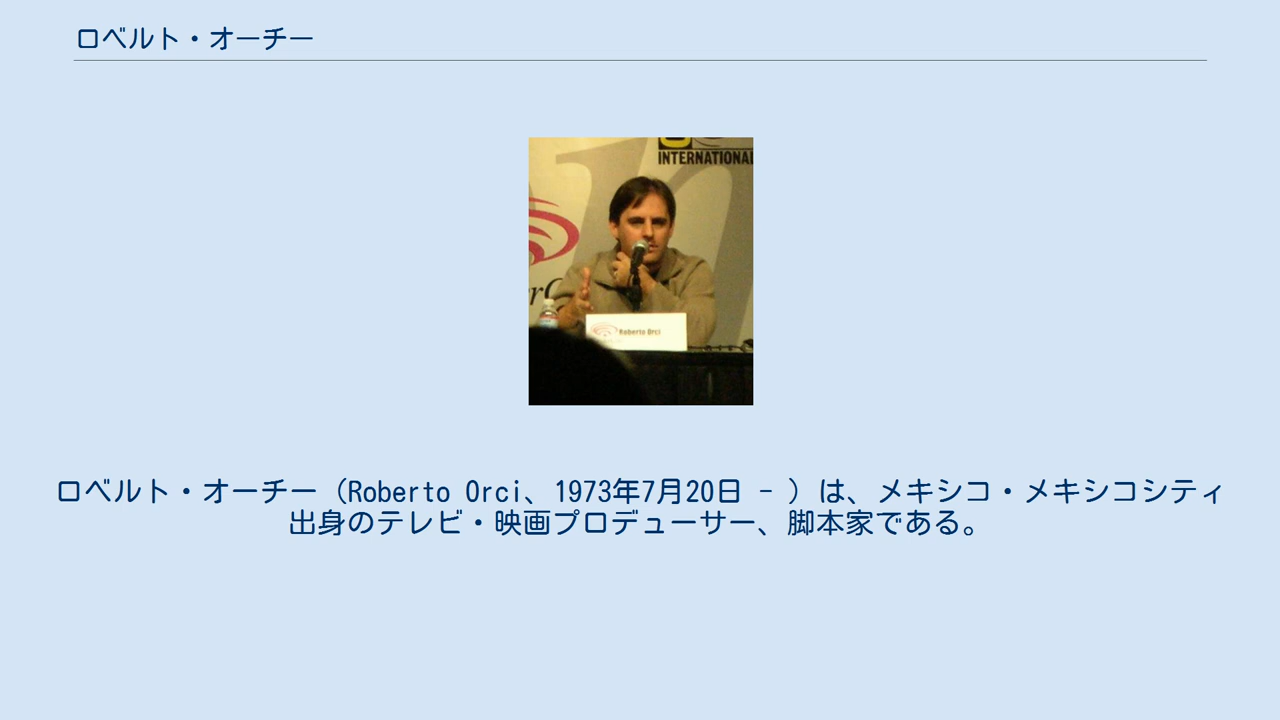 ロベルト・オーチー
INTERNATIONAL
Roberto Orci
ロベルト・オーチー（Roberto Orci、1973年7月20日 - ）は、メキシコ・メキシコシティ
出身のテレビ・映画プロデューサー、脚本家である。